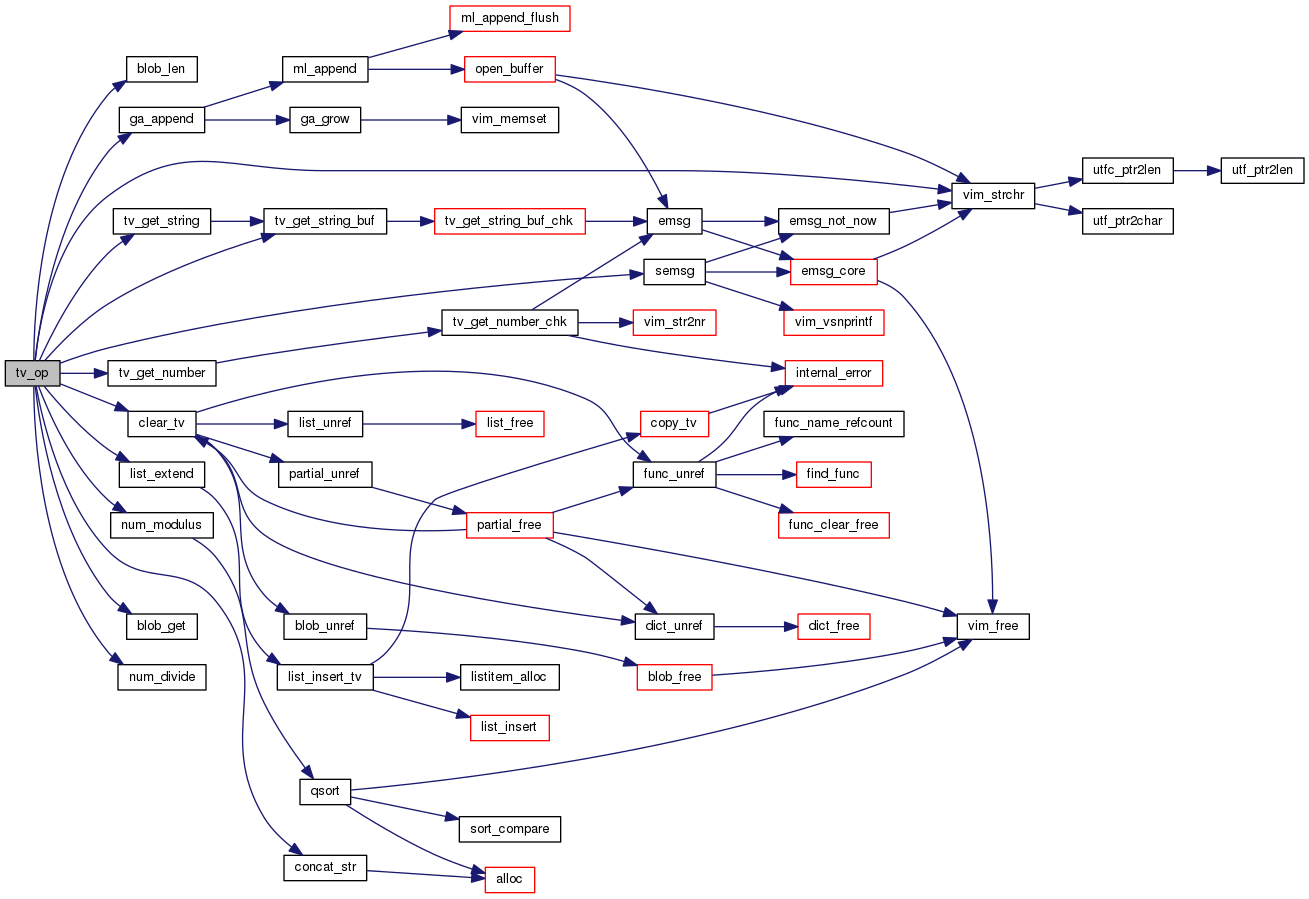 ml_append_flush
blob_len
ml_append
open_buffer
ga_append
ga_grow
vim_memset
utfc_ptr2len
utf_ptr2len
vim_strchr
tv_get_string
tv_get_string_buf
tv_get_string_buf_chk
emsg
emsg_not_now
utf_ptr2char
semsg
emsg_core
tv_get_number_chk
vim_str2nr
vim_vsnprintf
tv_op
tv_get_number
internal_error
clear_tv
list_unref
list_free
copy_tv
func_name_refcount
list_extend
partial_unref
func_unref
find_func
num_modulus
partial_free
func_clear_free
blob_get
blob_unref
dict_unref
dict_free
vim_free
num_divide
list_insert_tv
listitem_alloc
blob_free
list_insert
qsort
sort_compare
concat_str
alloc